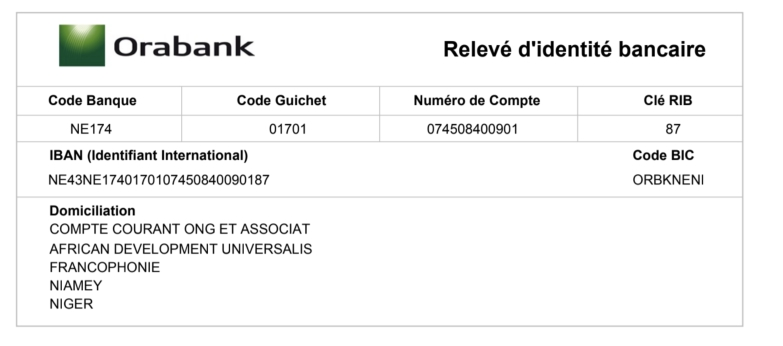 Orabank
Relevé d'identité bancaire
Code Banque Code Guichet Numéro de Compte Clé RIB
NE174 01701 074508400901 87
IBAN (Identifiant International) Code BIC
NE43NE1740170107450840090187 ORBKNENI
Domiciliation
COMPTE COURANT ONG ET ASSOCIAT
AFRICAN DEVELOPMENT UNIVERSALIS
FRANCOPHONIE
NIAMEY
NIGER